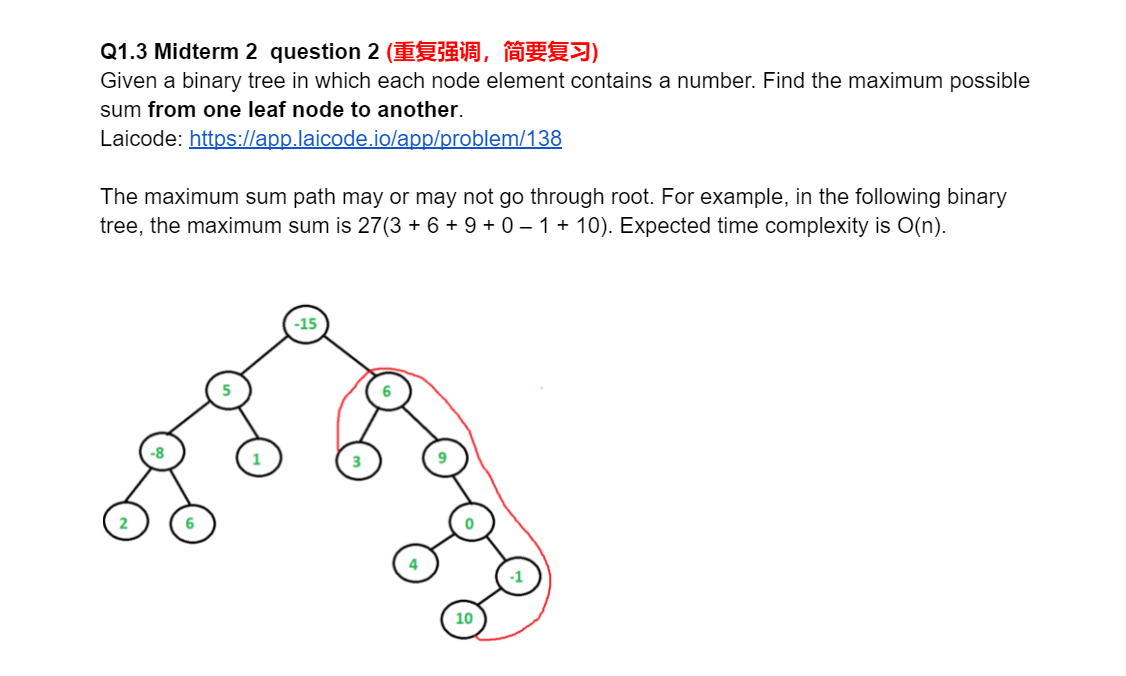 Q1.3 Midterm 2  question 2 (重复强调，简要复习)
Given a binary tree in which each node element contains a number. Find the maximum possible
sum from one leaf node to another.
Laicode: https://app.laicode.io/app/problem/138
The maximum sum path may or may not go through root. For example, in the following binary
tree, the maximum sum is 27(3 + 6 + 9 + 0 – 1 + 10). Expected time complexity is O(n).
-15
5
6
-8
1
3
9
2
6
0
4
-1
10